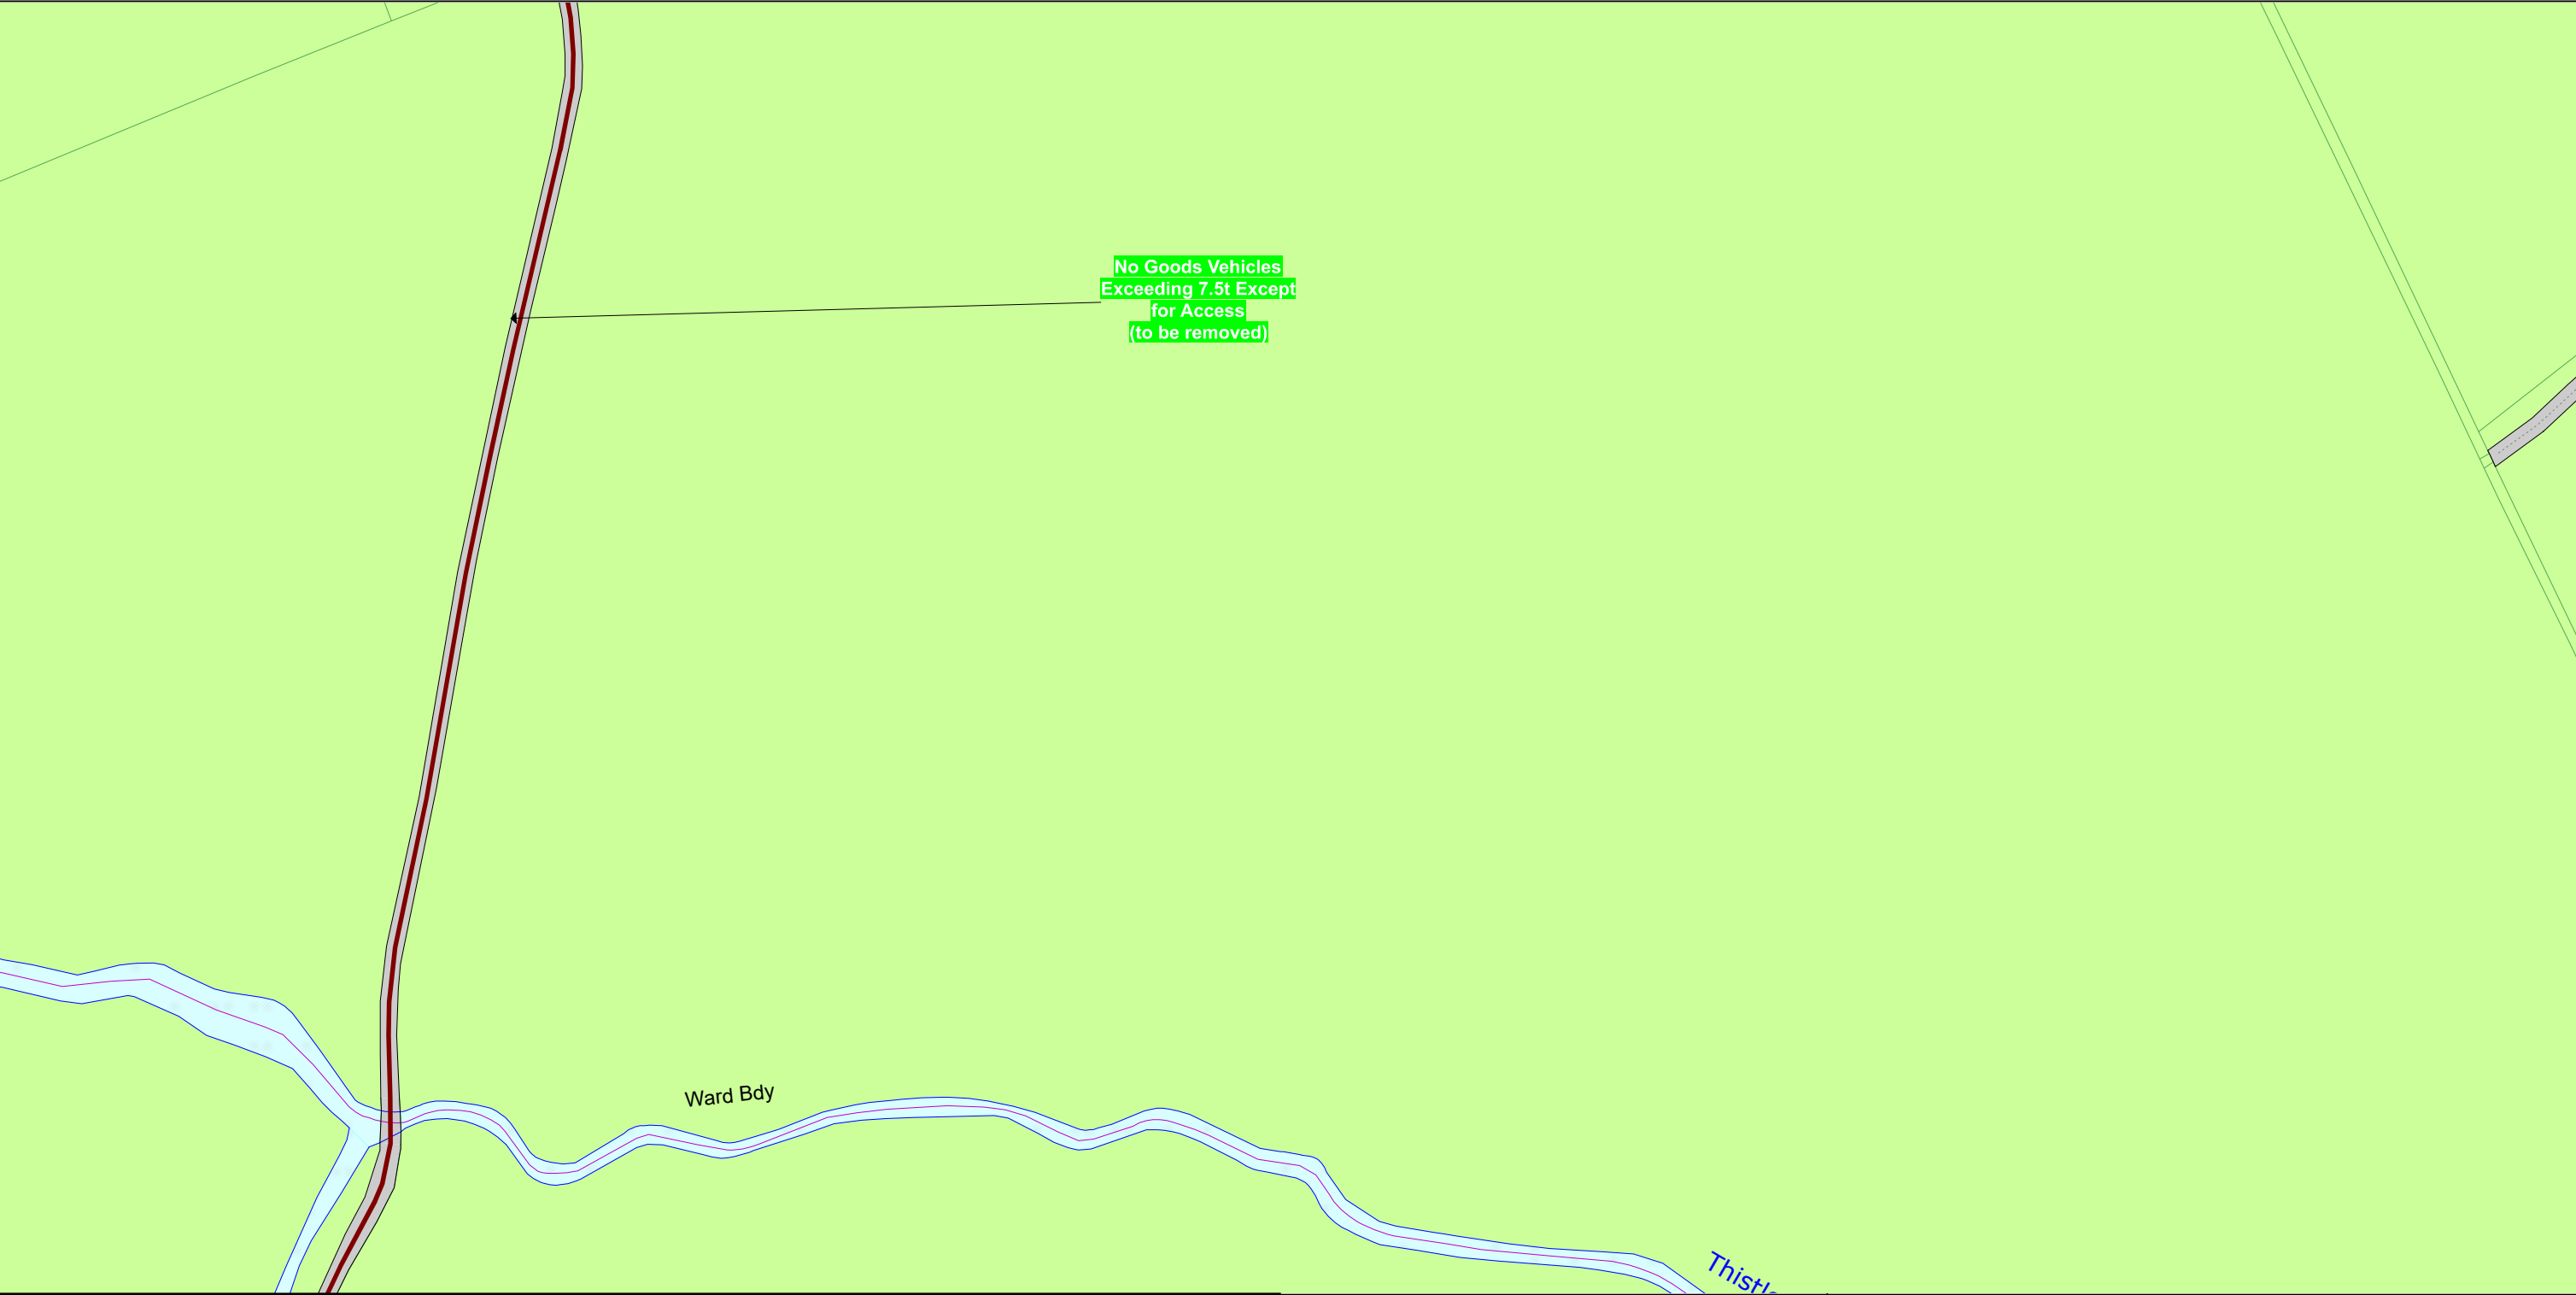 No Goods Vehicles
Exceeding 7.5t Except
for Access
(to be removed)
Ward Bdy